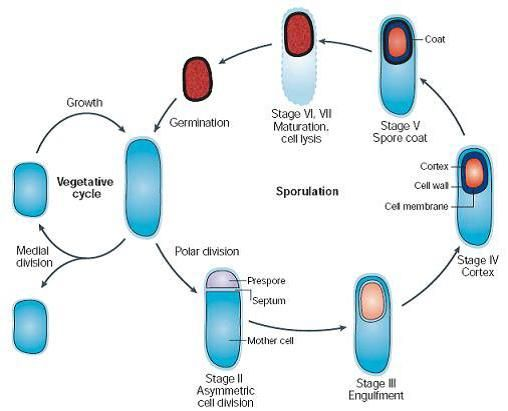 Growth
Vegetative
cycle
Medial
division
Germination
Stage VI, VII
Maturation,
cell lysis
Coat
Stage V
Spore coat
Sporulation
Cortex
Cell wall
Cell membrane
Stage IV
Cortex
Polar division
Prespore
Septum
Mother cell
Stage II
Asymmetric
cell division
Stage III
Engulfment